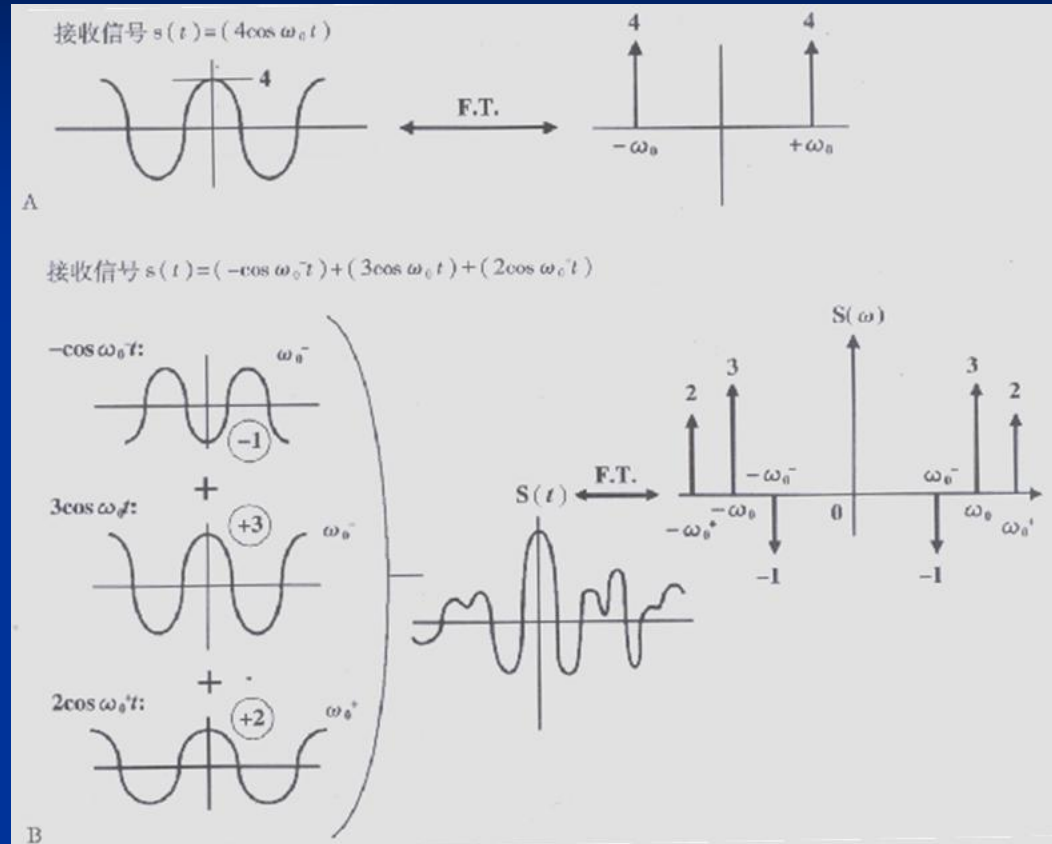 接收信号 s(t)=(4cos ω₀t)
4
F.T.
4
4
-ω₀
+ω₀
A
接收信号 s(t)=(-cos ω₀⁻t)+(3cos ω₀t)+(2cos ω₀⁻t)
-cos ω₀⁻t:
ω₀⁻
-1
+
3cos ω₀t:
+3
ω₀⁻
+
2cos ω₀⁺t:
+2
ω₀⁺
S(t)
F.T.
S(ω)
2
3
3
2
-ω₀⁻
ω₀⁻
-ω₀⁺
-ω₀
0
ω₀
ω₀⁺
-1
-1
B